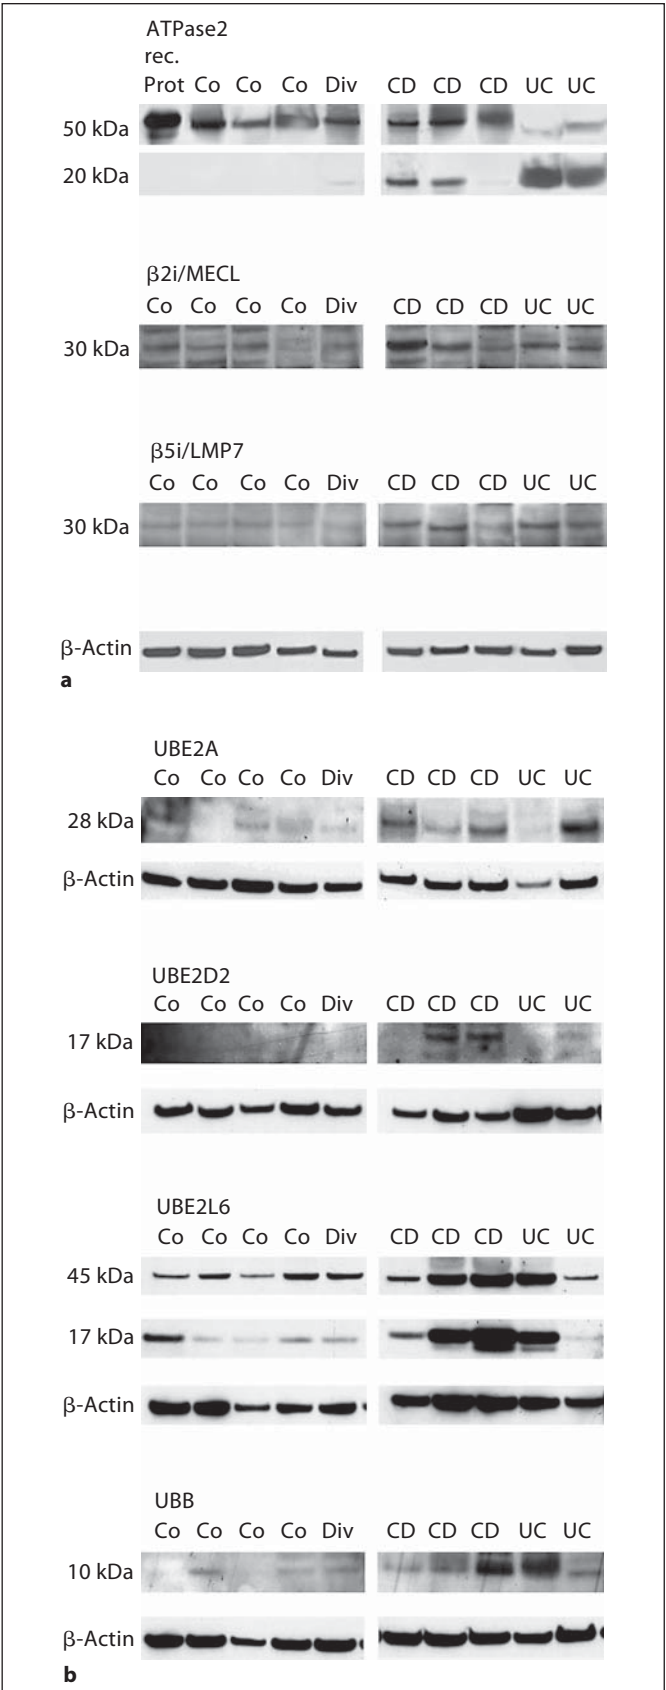 ATPase2
rec.
Prot Co Co Co Div CD CD CD UC UC
50 kDa
20 kDa
β2i/MECL
Co Co Co Co Div CD CD CD UC UC
30 kDa
β5i/LMP7
Co Co Co Co Div CD CD CD UC UC
30 kDa
β-Actin
a
UBE2A
Co Co Co Co Div CD CD CD UC UC
28 kDa
β-Actin
UBE2D2
Co Co Co Co Div CD CD CD UC UC
17 kDa
β-Actin
UBE2L6
Co Co Co Co Div CD CD CD UC UC
45 kDa
17 kDa
β-Actin
UBB
Co Co Co Co Div CD CD CD UC UC
10 kDa
β-Actin
b